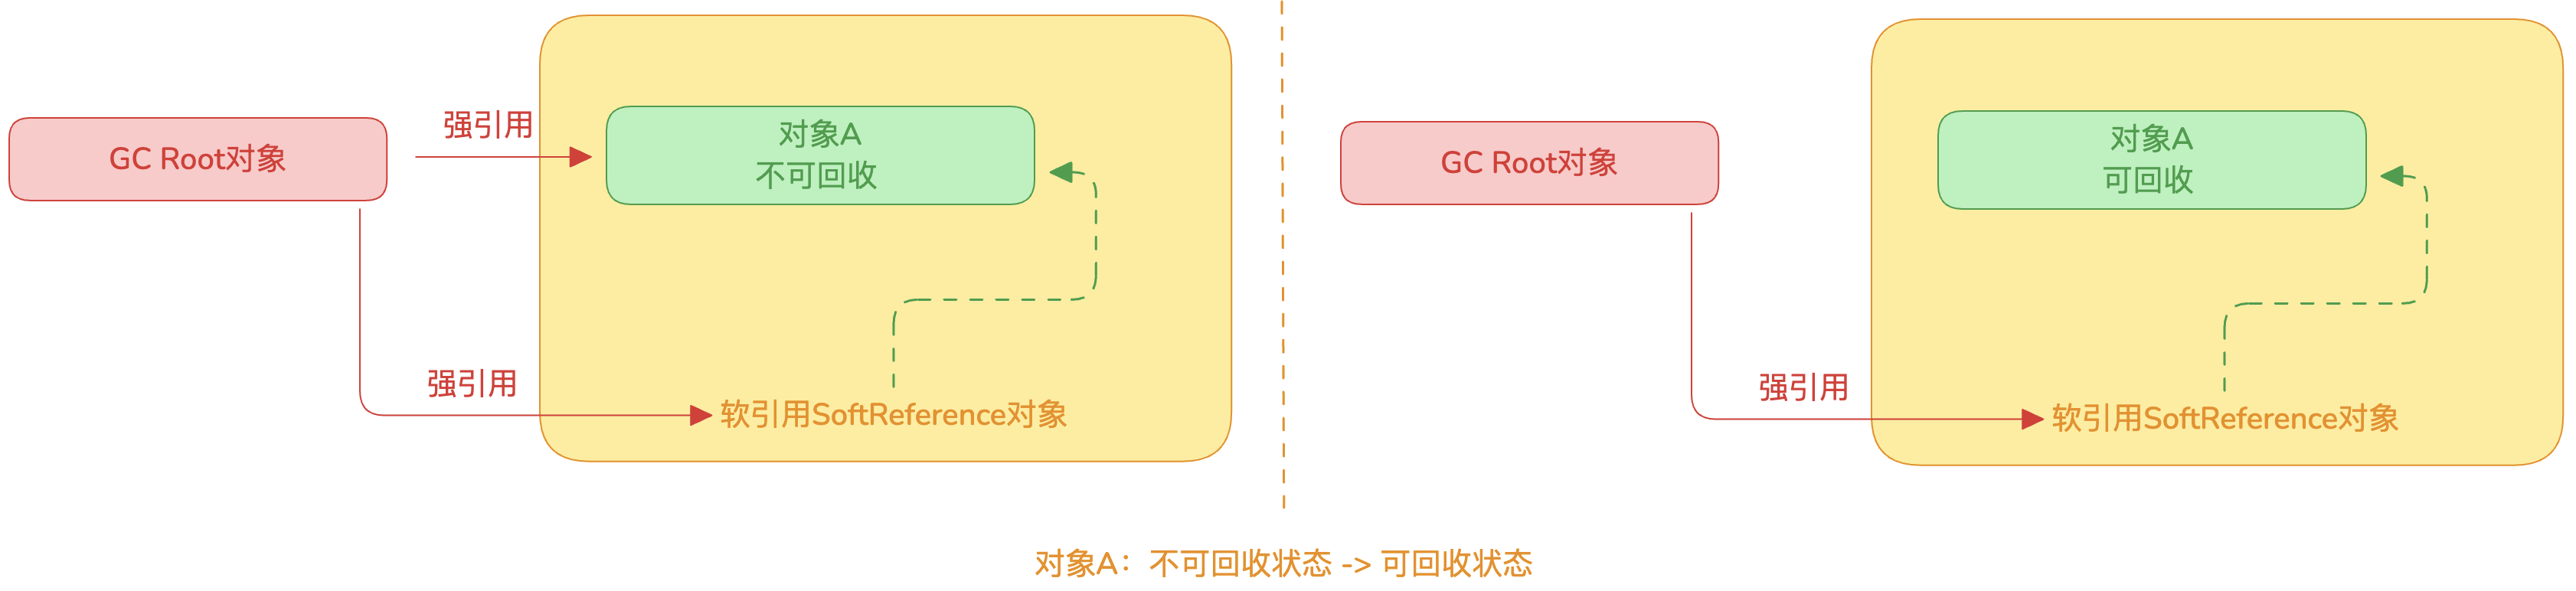 强引用
GC Root对象
对象A
不可回收
强引用
软引用SoftReference对象
GC Root对象
对象A
可回收
强引用
软引用SoftReference对象
对象A：不可回收状态 -> 可回收状态